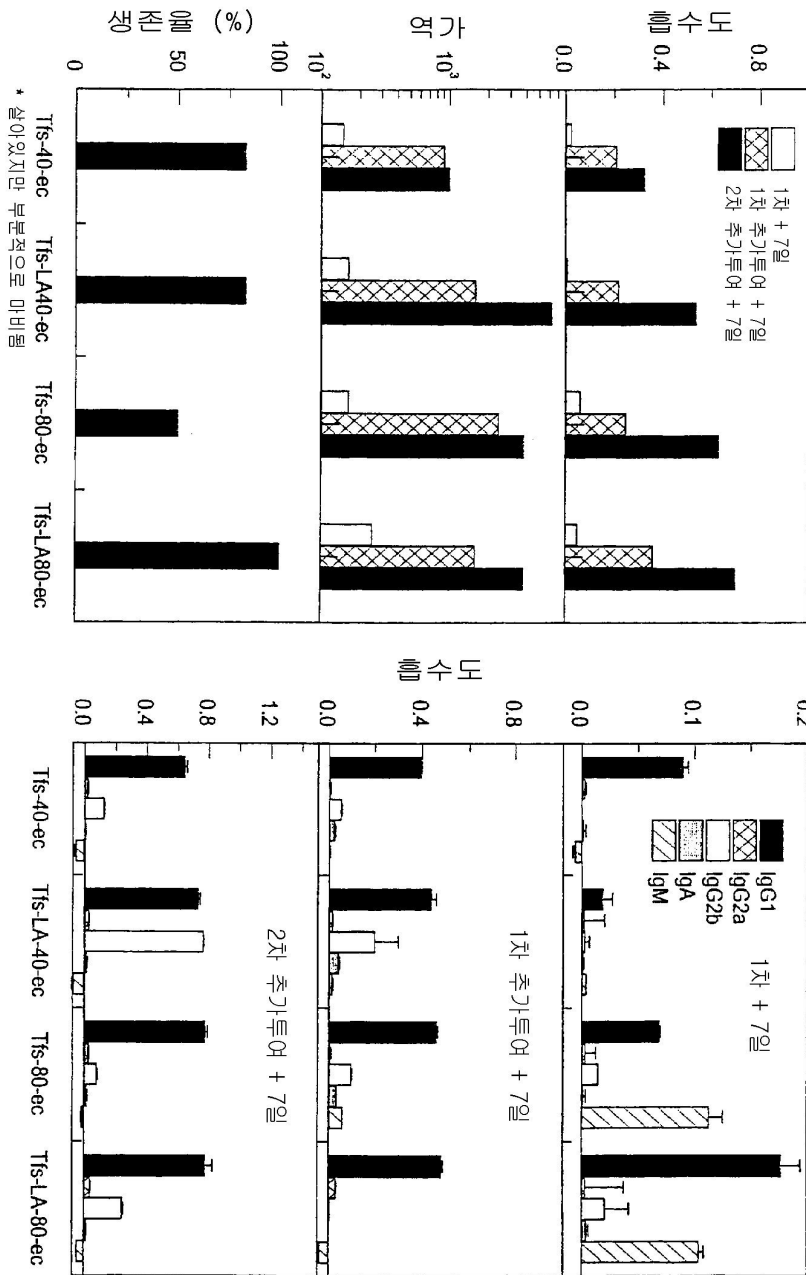 흡수도
0.0
0.4
0.8
1차 + 7일
1차 추가투여 + 7일
2차 추가투여 + 7일
역가
10²
10³
생존율 (%)
0
50
100
Tfs-40-ec
Tfs-LA40-ec
Tfs-80-ec
Tfs-LA80-ec
* 살아있지만 부분적으로 마비됨
흡수도
0.0
0.1
0.2
IgG1
IgG2a
IgG2b
IgA
IgM
1차 + 7일
0.0
0.4
0.8
1차 추가투여 + 7일
0.0
0.4
0.8
1.2
2차 추가투여 + 7일
Tfs-40-ec
Tfs-LA-40-ec
Tfs-80-ec
Tfs-LA-80-ec